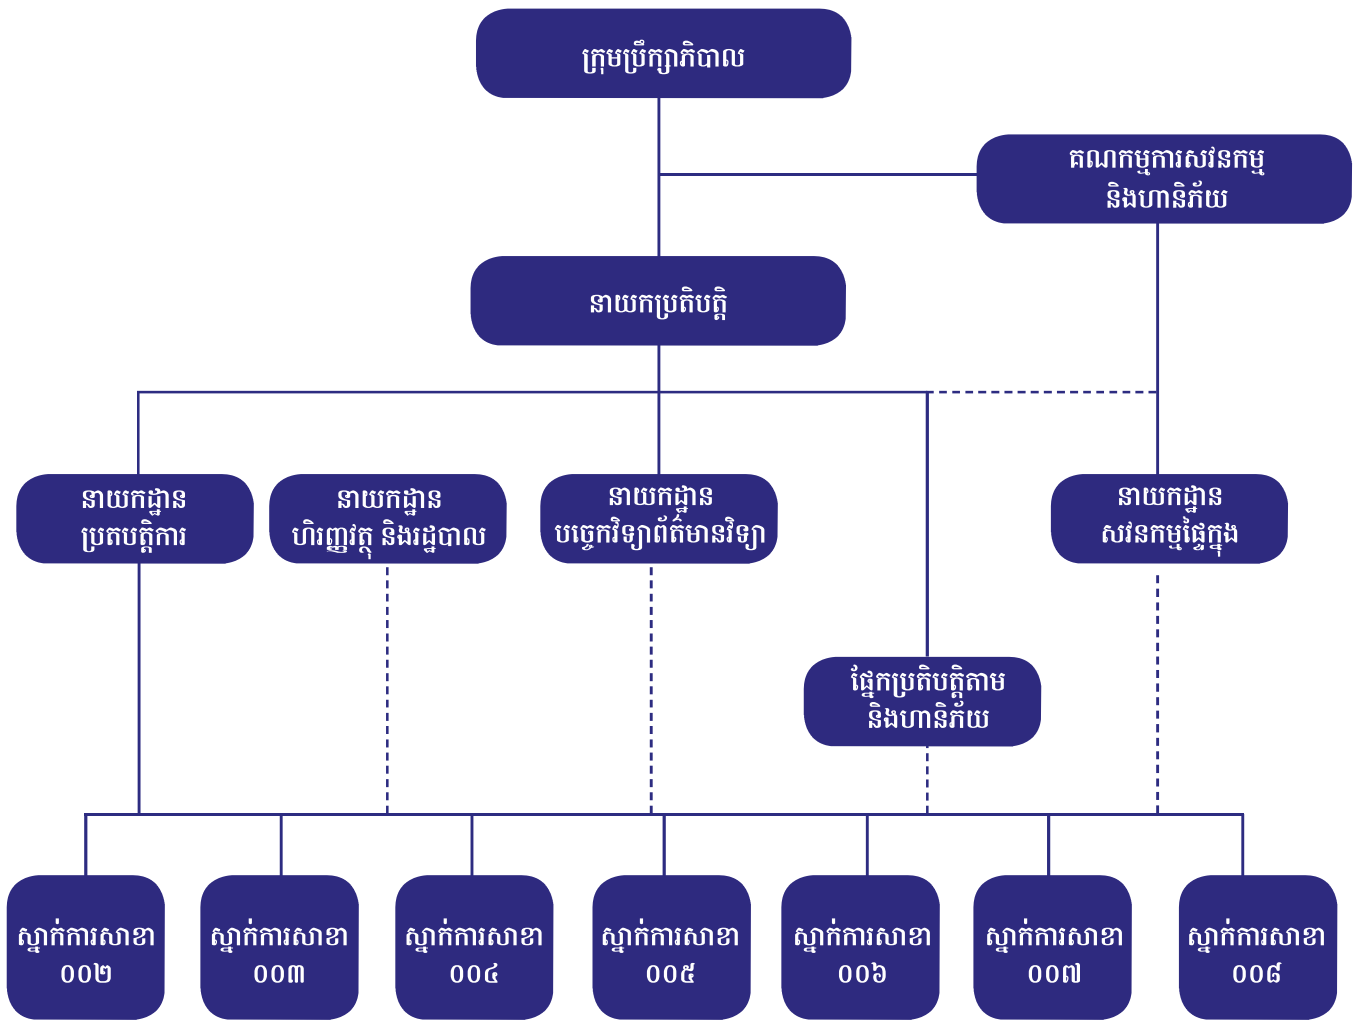 ក្រុមប្រឹក្សាភិបាល
គណកម្មការសវនកម្ម
និងហានិភ័យ
នាយកប្រតិបត្តិ
នាយកដ្ឋាន
ប្រតបត្តិការ
នាយកដ្ឋាន
ហិរញ្ញវត្ថុ និងរដ្ឋបាល
នាយកដ្ឋាន
បច្ចេកវិទ្យាព័ត៌មានវិទ្យា
នាយកដ្ឋាន
សវនកម្មផ្ទៃក្នុង
ផ្នែកប្រតិបត្តិតាម
និងហានិភ័យ
ស្នាក់ការសាខា
០០២
ស្នាក់ការសាខា
០០៣
ស្នាក់ការសាខា
០០៤
ស្នាក់ការសាខា
០០៥
ស្នាក់ការសាខា
០០៦
ស្នាក់ការសាខា
០០៧
ស្នាក់ការសាខា
០០៨